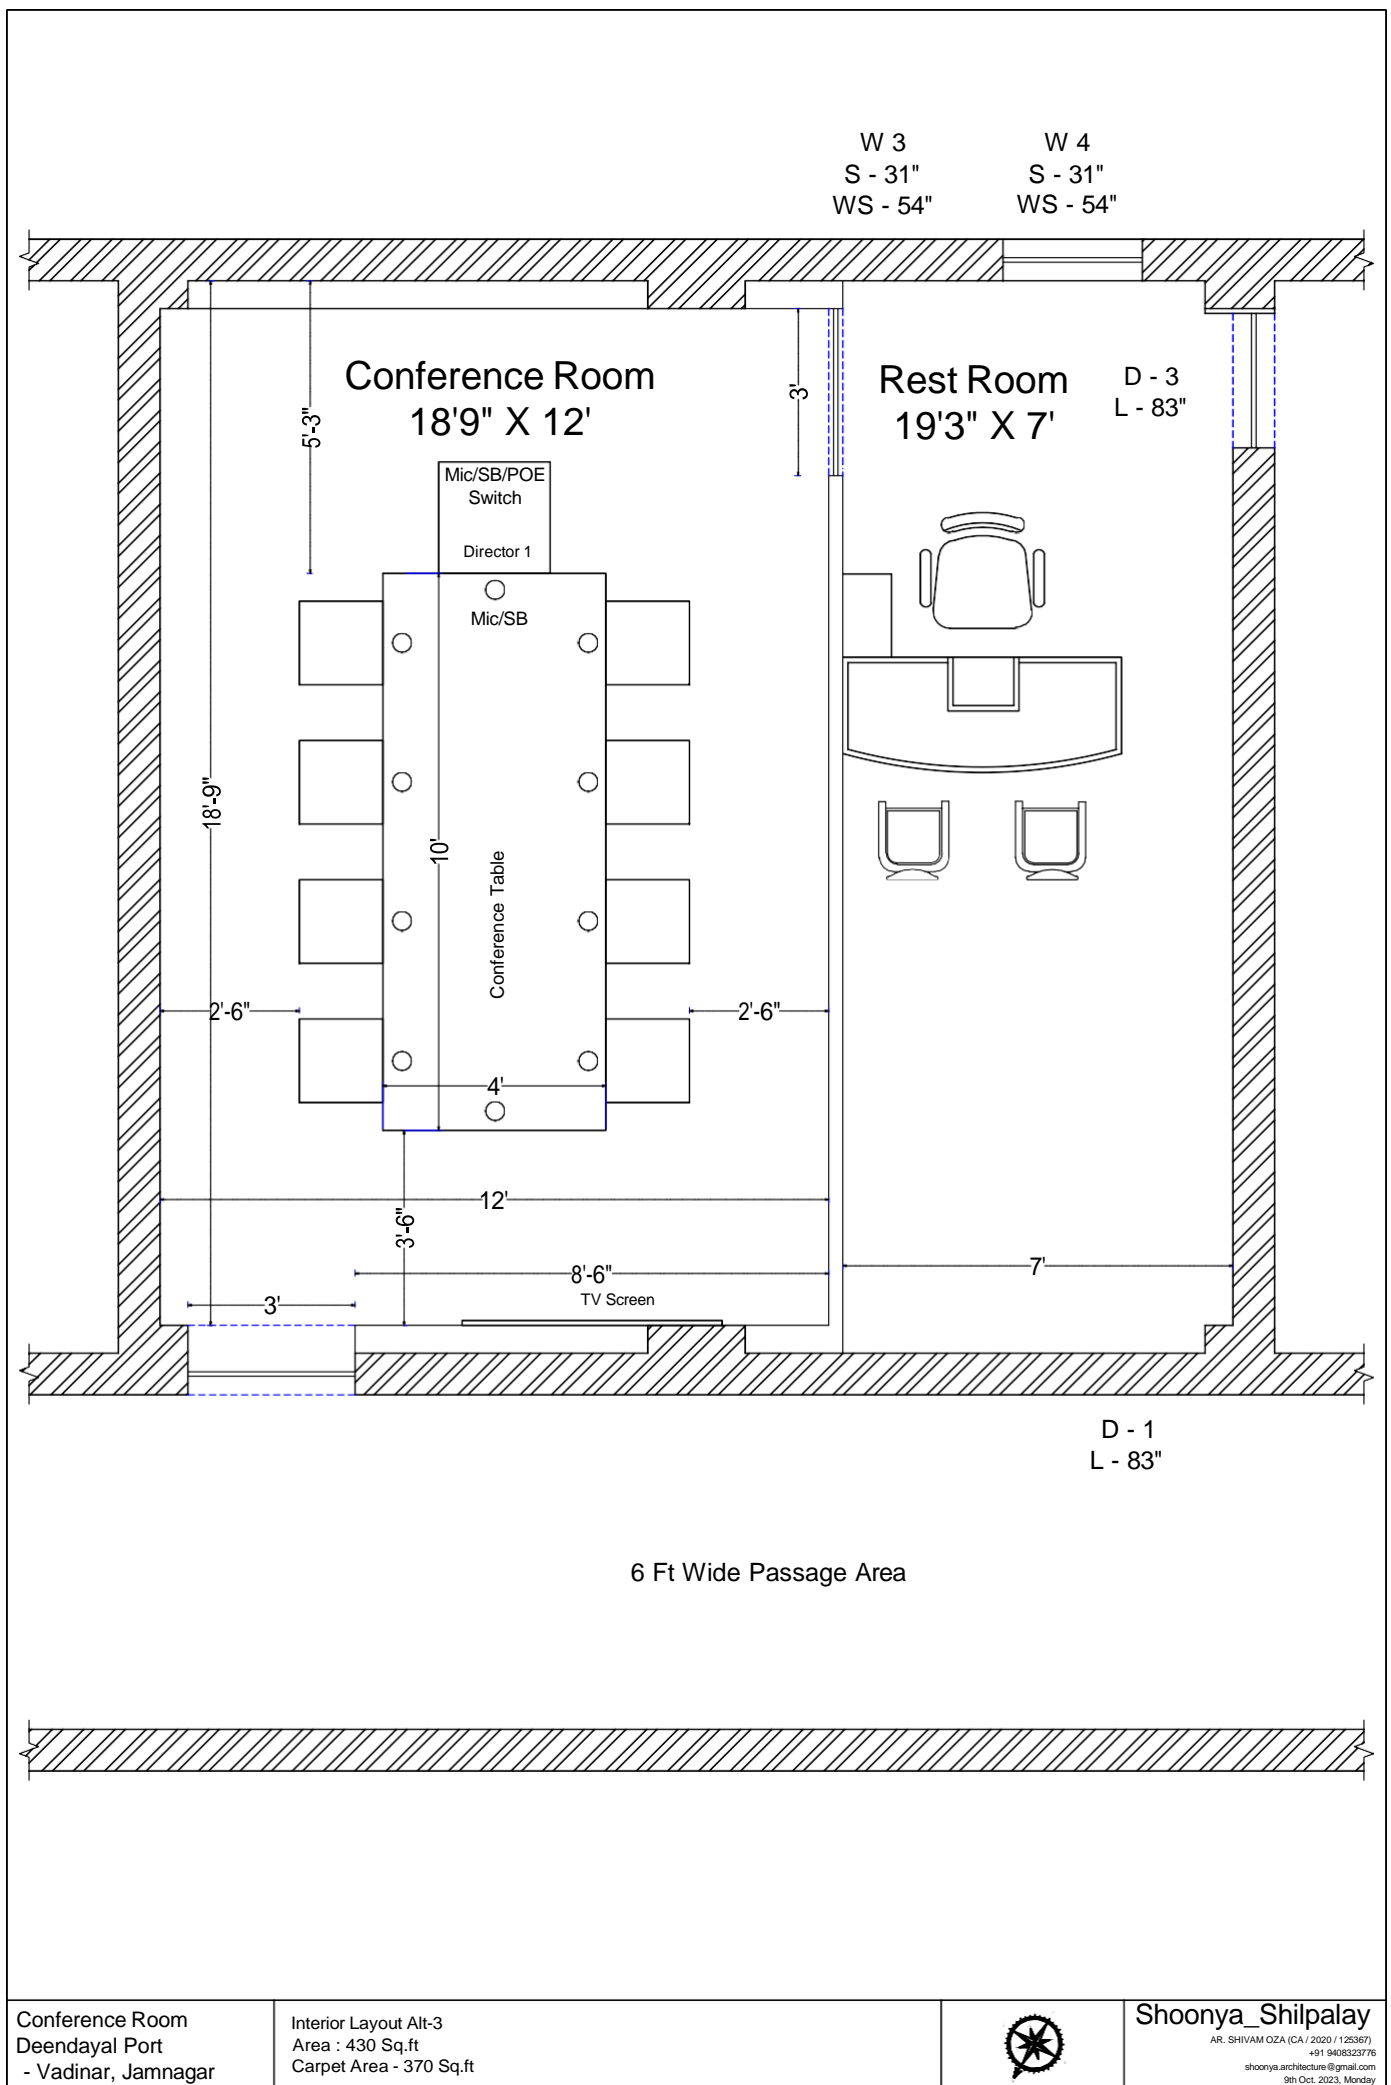 W 3
S - 31"
WS - 54"
W 4
S - 31"
WS - 54"
Conference Room
18'9" X 12'
Rest Room
19'3" X 7'
D - 3
L - 83"
3'
5'-3"
Mic/SB/POE
Switch
Director 1
Mic/SB
18'-9"
10'
Conference Table
2'-6"
2'-6"
4'
12'
3'-6"
7'
8'-6"
3'
TV Screen
D - 1
L - 83"
6 Ft Wide Passage Area
Conference Room
Deendayal Port
- Vadinar, Jamnagar
Interior Layout Alt-3
Area : 430 Sq.ft
Carpet Area - 370 Sq.ft
Shoonya_Shilpalay
AR. SHIVAM OZA (CA / 2020 / 125367)
+91 9408323776
shoonya.architecture@gmail.com
9th Oct. 2023, Monday